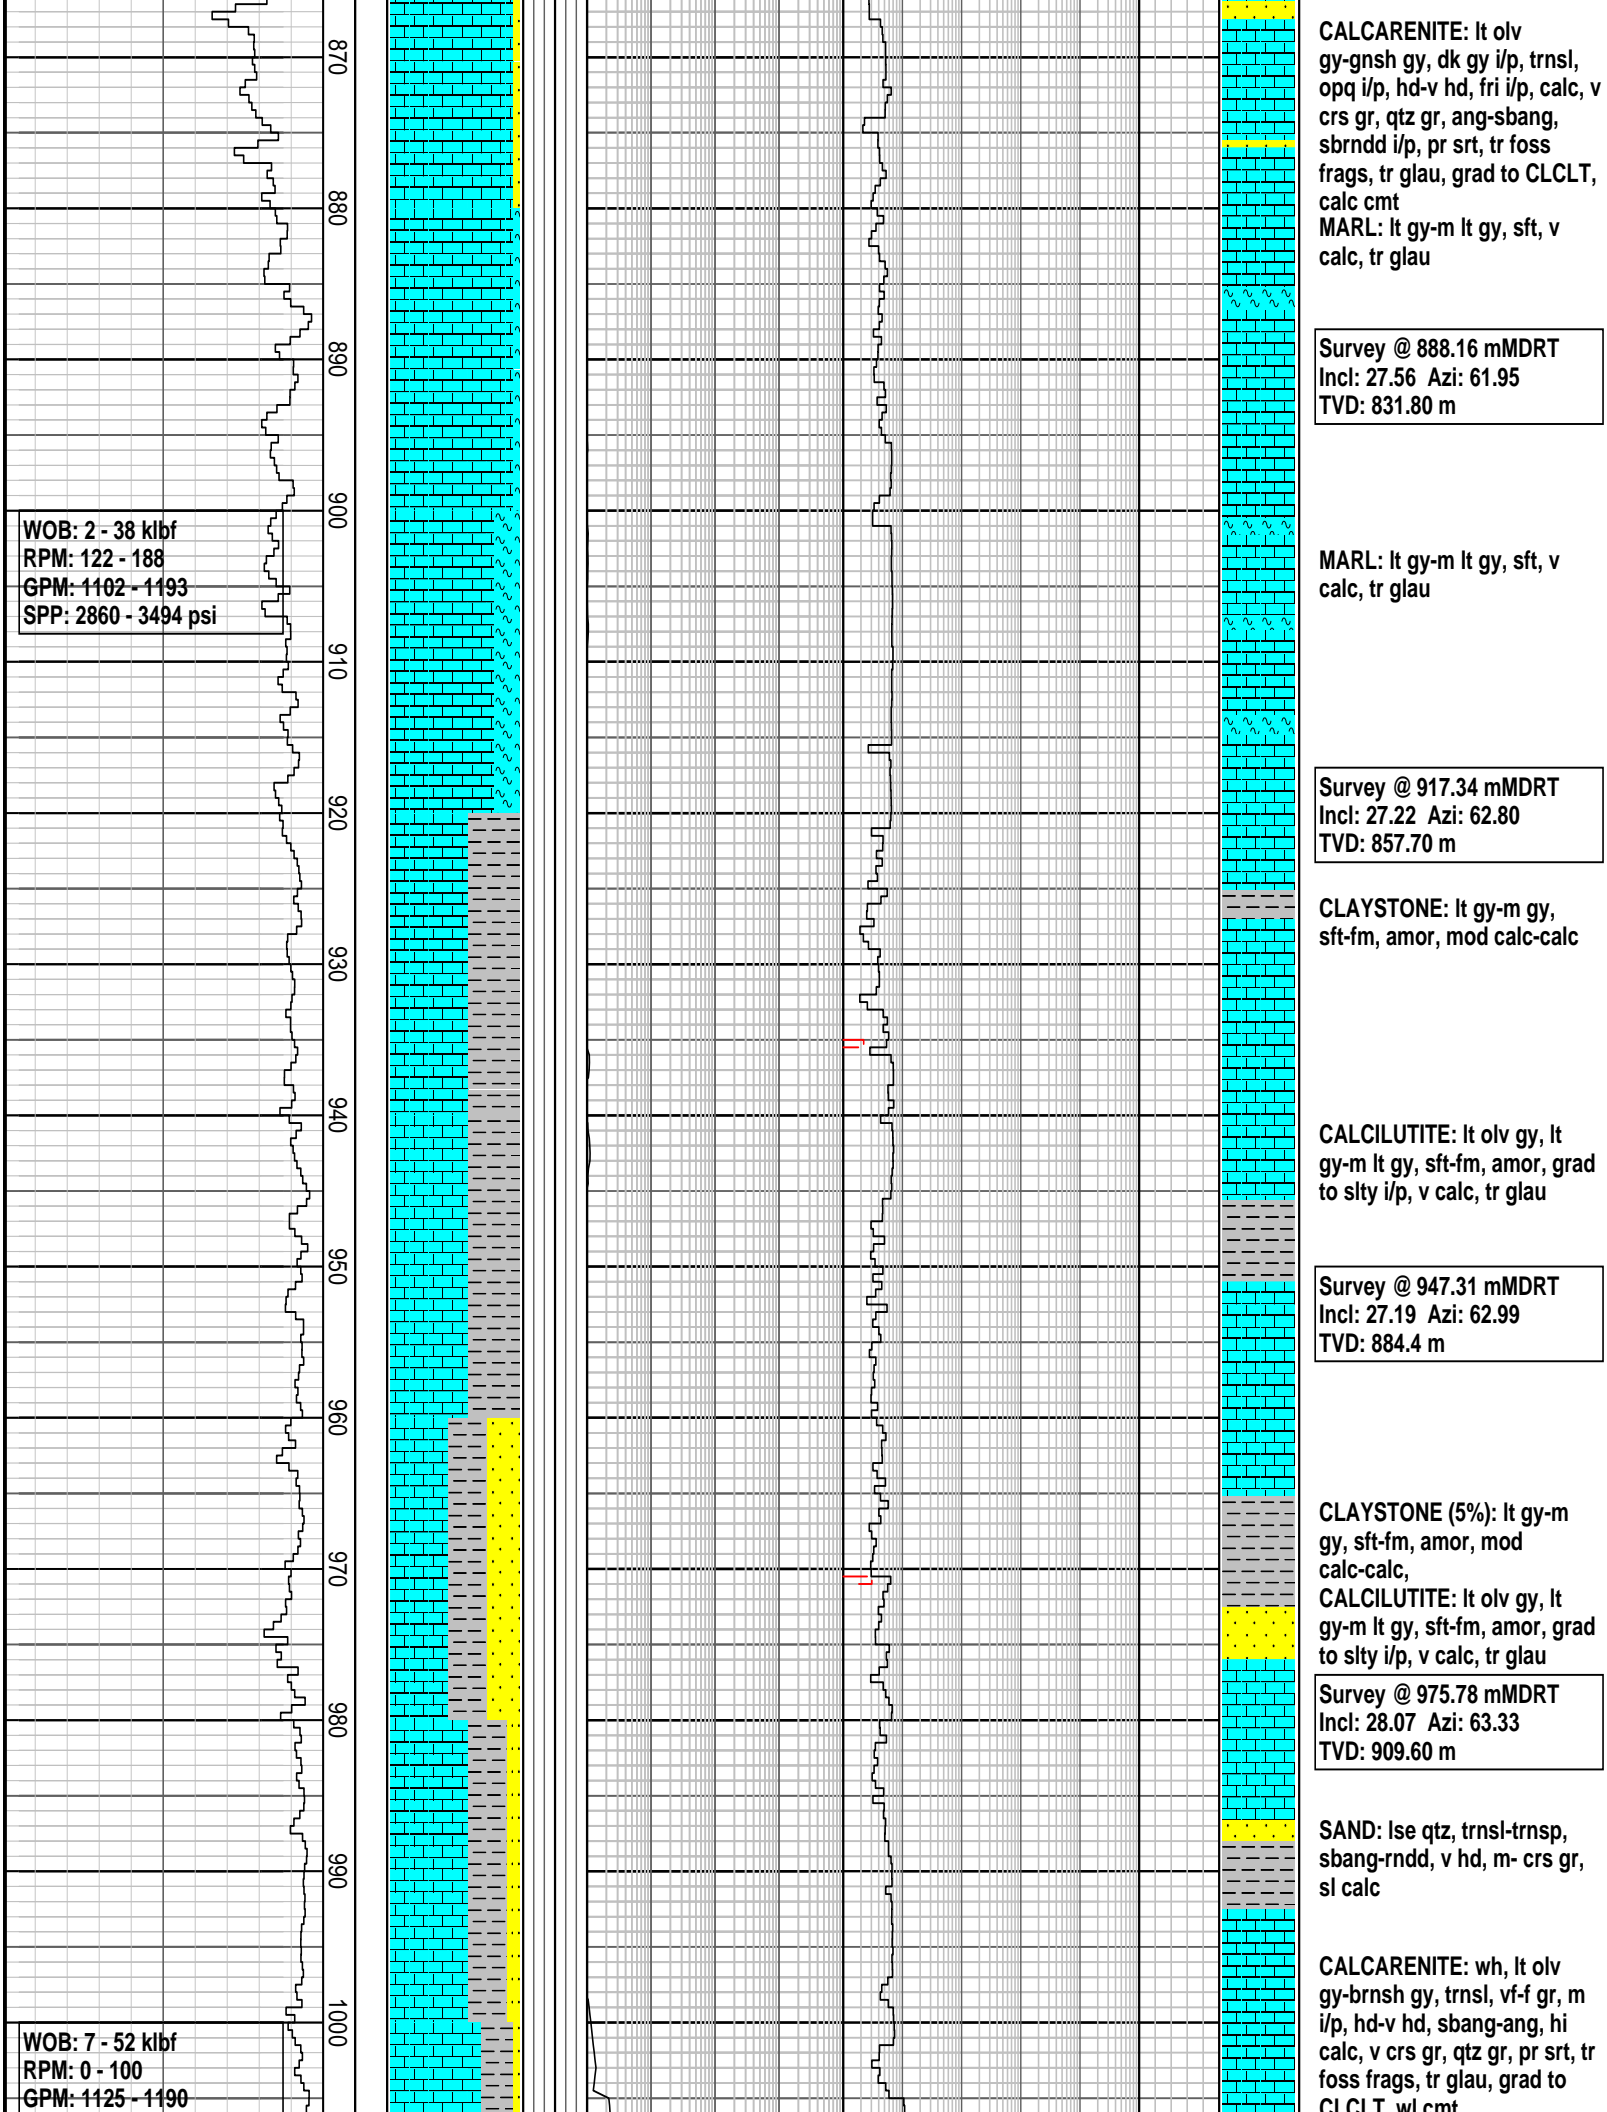 870
880
890
900
910
920
930
940
950
960
970
980
990
1000
WOB: 2 - 38 klbf
RPM: 122 - 188
GPM: 1102 - 1193
SPP: 2860 - 3494 psi
WOB: 7 - 52 klbf
RPM: 0 - 100
GPM: 1125 - 1190
CALCARENITE: lt olv
gy-gnsh gy, dk gy i/p, trnsl,
opq i/p, hd-v hd, fri i/p, calc, v
crs gr, qtz gr, ang-sbang,
sbrndd i/p, pr srt, tr foss
frags, tr glau, grad to CLCLT,
calc cmt
MARL: lt gy-m lt gy, sft, v
calc, tr glau
Survey @ 888.16 mMDRT
Incl: 27.56 Azi: 61.95
TVD: 831.80 m
MARL: lt gy-m lt gy, sft, v
calc, tr glau
Survey @ 917.34 mMDRT
Incl: 27.22 Azi: 62.80
TVD: 857.70 m
CLAYSTONE: lt gy-m gy,
sft-fm, amor, mod calc-calc
CALCILUTITE: lt olv gy, lt
gy-m lt gy, sft-fm, amor, grad
to slty i/p, v calc, tr glau
Survey @ 947.31 mMDRT
Incl: 27.19 Azi: 62.99
TVD: 884.4 m
CLAYSTONE (5%): lt gy-m
gy, sft-fm, amor, mod
calc-calc,
CALCILUTITE: lt olv gy, lt
gy-m lt gy, sft-fm, amor, grad
to slty i/p, v calc, tr glau
Survey @ 975.78 mMDRT
Incl: 28.07 Azi: 63.33
TVD: 909.60 m
SAND: lse qtz, trnsl-trnsp,
sbang-rndd, v hd, m- crs gr,
sl calc
CALCARENITE: wh, lt olv
gy-brnsh gy, trnsl, vf-f gr, m
i/p, hd-v hd, sbang-ang, hi
calc, v crs gr, qtz gr, pr srt, tr
foss frags, tr glau, grad to
CLCLT, wl cmt